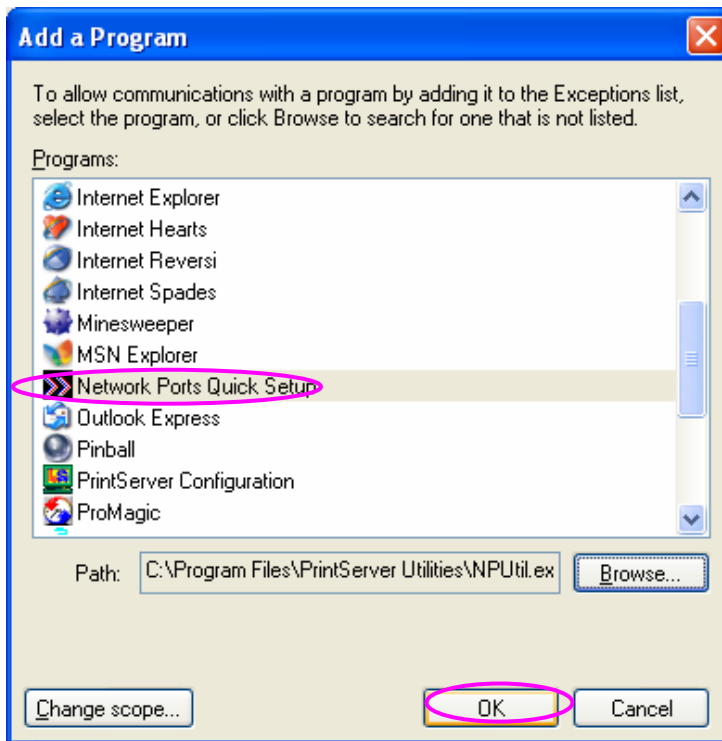 Add a Program
To allow communications with a program by adding it to the Exceptions list,
select the program, or click Browse to search for one that is not listed.
Programs:
Internet Explorer
Internet Hearts
Internet Reversi
Internet Spades
Minesweeper
MSN Explorer
Network Ports Quick Setup
Outlook Express
Pinball
PrintServer Configuration
ProMagic
Path: C:\Program Files\PrintServer Utilities\NPUtil.ex Browse...
Change scope... OK Cancel